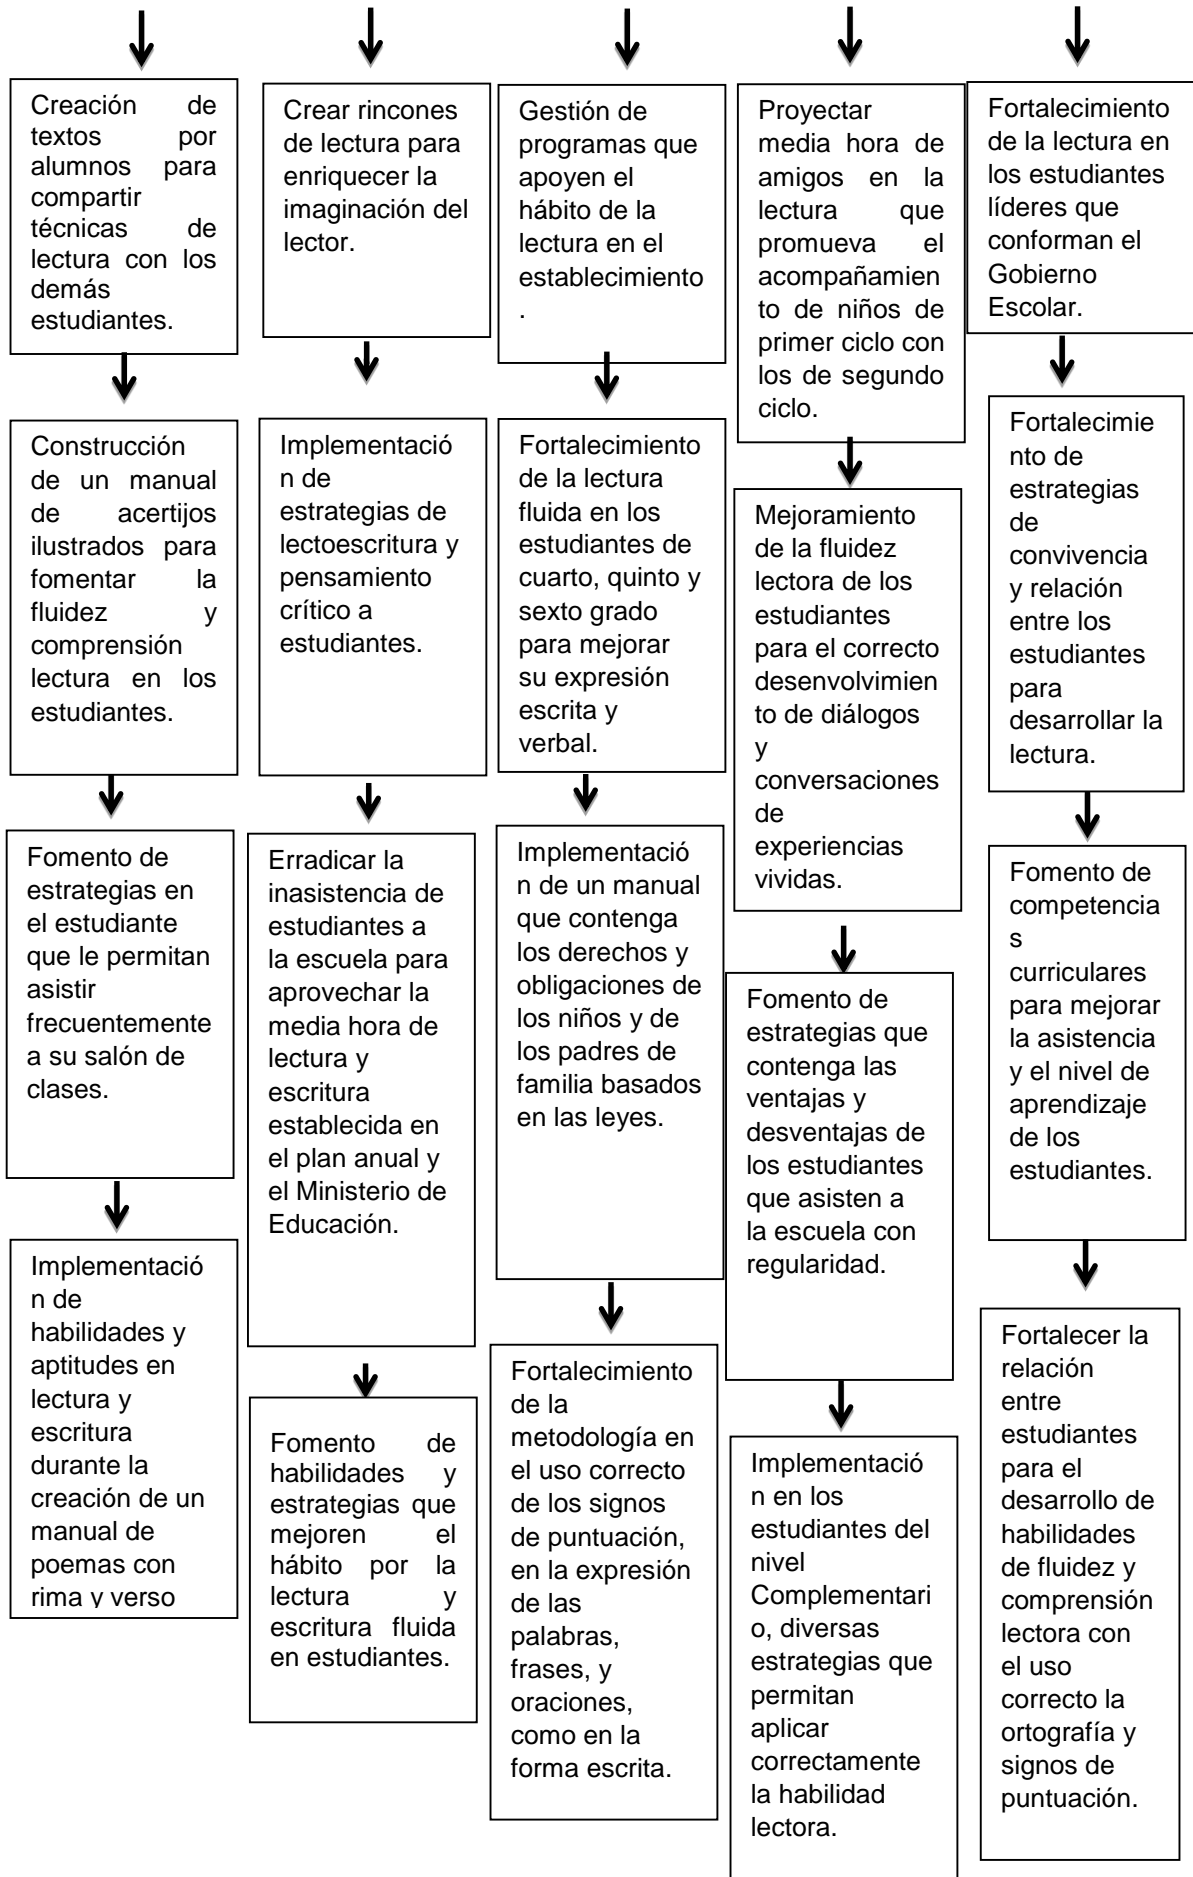 Creación de
textos por
alumnos para
compartir
técnicas de
lectura con los
demás
estudiantes.
Construcción
de un manual
de acertijos
ilustrados para
fomentar la
fluidez y
comprensión
lectura en los
estudiantes.
Fomento de
estrategias en
el estudiante
que le permitan
asistir
frecuentemente
a su salón de
clases.
Implementació
n de
habilidades y
aptitudes en
lectura y
escritura
durante la
creación de un
manual de
poemas con
rima y verso
Crear rincones
de lectura para
enriquecer la
imaginación del
lector.
Implementació
n de
estrategias de
lectoescritura y
pensamiento
crítico a
estudiantes.
Erradicar la
inasistencia de
estudiantes a
la escuela para
aprovechar la
media hora de
lectura y
escritura
establecida en
el plan anual y
el Ministerio de
Educación.
Fomento de
habilidades y
estrategias que
mejoren el
hábito por la
lectura y
escritura fluida
en estudiantes.
Gestión de
programas que
apoyen el
hábito de la
lectura en el
establecimiento
.
Fortalecimiento
de la lectura
fluida en los
estudiantes de
cuarto, quinto y
sexto grado
para mejorar
su expresión
escrita y
verbal.
Implementació
n de un manual
que contenga
los derechos y
obligaciones de
los niños y de
los padres de
familia basados
en las leyes.
Fortalecimiento
de la
metodología en
el uso correcto
de los signos
de puntuación,
en la expresión
de las
palabras,
frases, y
oraciones,
como en la
forma escrita.
Proyectar
media hora de
amigos en la
lectura que
promueva el
acompañamien
to de niños de
primer ciclo con
los de segundo
ciclo.
Mejoramiento
de la fluidez
lectora de los
estudiantes
para el correcto
desenvolvimien
to de diálogos
y
conversaciones
de
experiencias
vividas.
Fomento de
estrategias que
contenga las
ventajas y
desventajas de
los estudiantes
que asisten a
la escuela con
regularidad.
Implementació
n en los
estudiantes del
nivel
Complementari
o, diversas
estrategias que
permitan
aplicar
correctamente
la habilidad
lectora.
Fortalecimiento
de la lectura en
los estudiantes
líderes que
conforman el
Gobierno
Escolar.
Fortalecimie
nto de
estrategias
de
convivencia
y relación
entre los
estudiantes
para
desarrollar la
lectura.
Fomento de
competencia
s
curriculares
para mejorar
la asistencia
y el nivel de
aprendizaje
de los
estudiantes.
Fortalecer la
relación
entre
estudiantes
para el
desarrollo de
habilidades
de fluidez y
comprensión
lectora con
el uso
correcto la
ortografía y
signos de
puntuación.